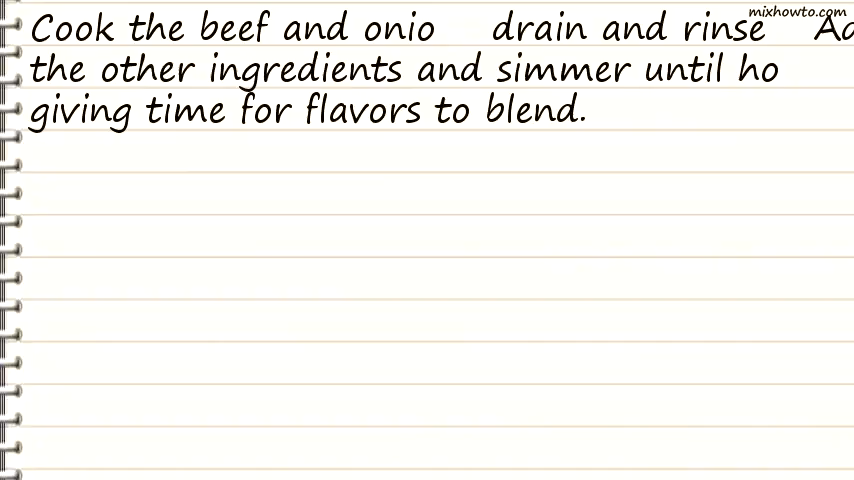 mixhowto.com
Cook the beef and onio drain and rinse Ad
the other ingredients and simmer until ho
giving time for flavors to blend.